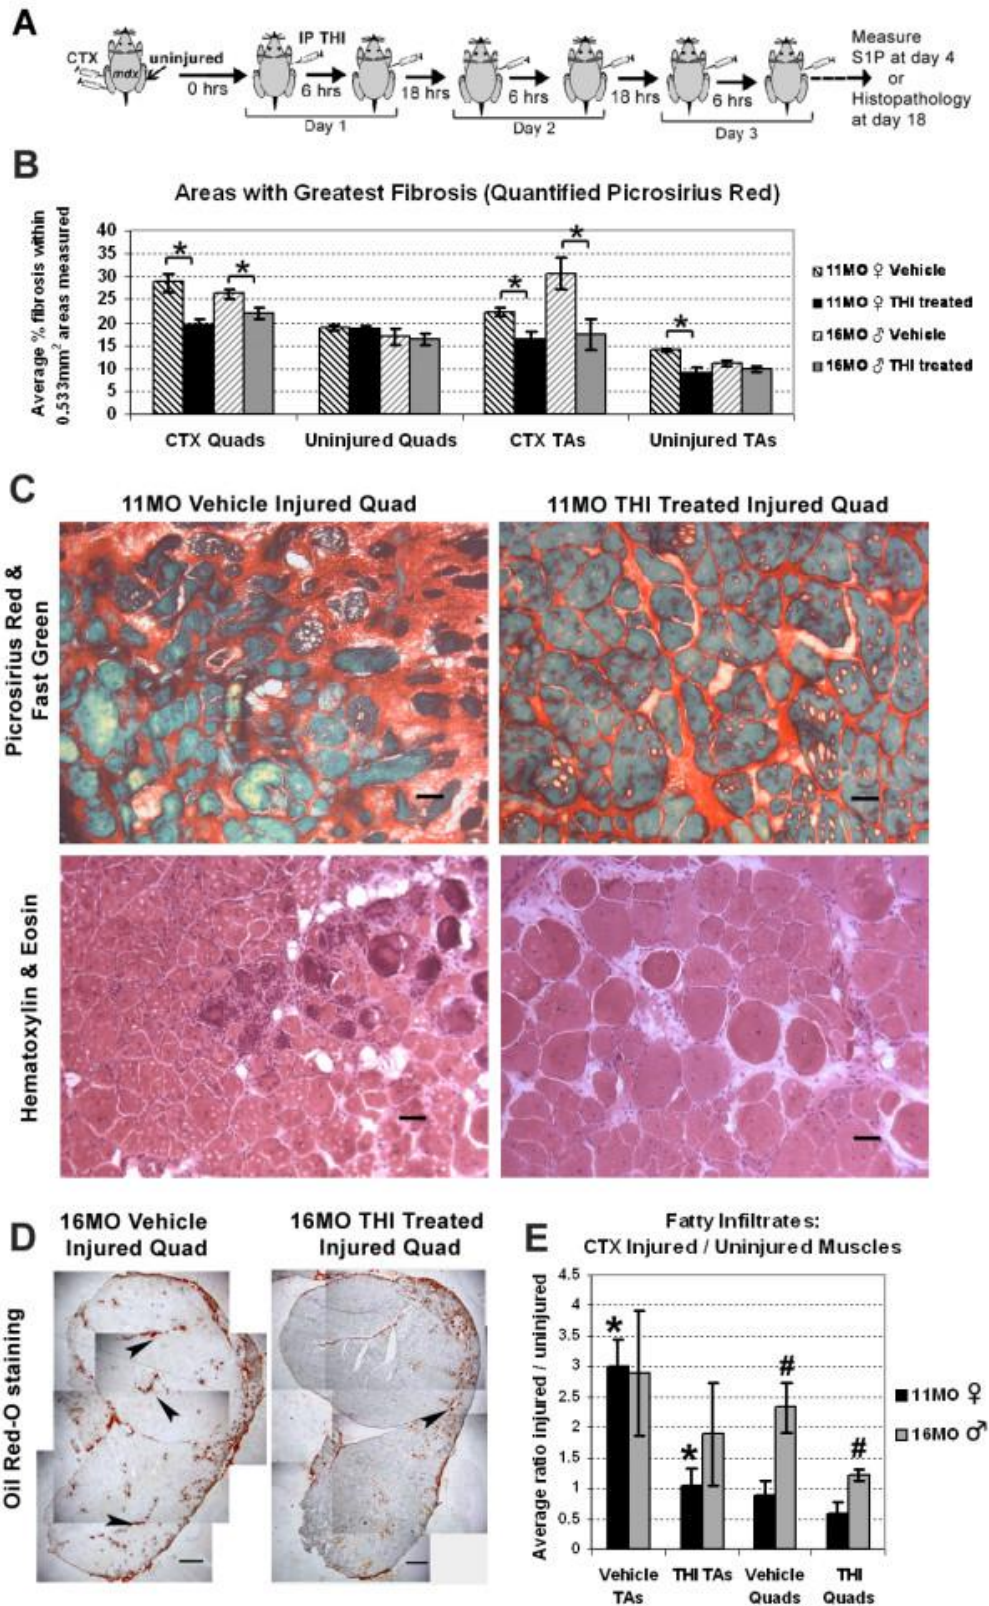 A
CTX
mdx
uninjured
0 hrs
IP THI
6 hrs
18 hrs
6 hrs
18 hrs
6 hrs
Day 1
Day 2
Day 3
Measure
S1P at day 4
or
Histopathology
at day 18
B
Areas with Greatest Fibrosis (Quantified Picrosirius Red)
Average % fibrosis within
0.533mm² areas measured
40
35
30
25
20
15
10
5
0
*
*
*
*
*
CTX Quads
Uninjured Quads
CTX TAs
Uninjured TAs
11MO ♀ Vehicle
11MO ♀ THI treated
16MO ♂ Vehicle
16MO ♂ THI treated
C
11MO Vehicle Injured Quad
11MO THI Treated Injured Quad
Picrosirius Red &
Fast Green
Hematoxylin & Eosin
D
16MO Vehicle
Injured Quad
16MO THI Treated
Injured Quad
Oil Red-O staining
E
Fatty Infiltrates:
CTX Injured / Uninjured Muscles
Average ratio injured / uninjured
4.5
4
3.5
3
2.5
2
1.5
1
0.5
0
*
*
#
#
Vehicle
TAs
THI TAs
Vehicle
Quads
THI
Quads
11MO ♀
16MO ♂